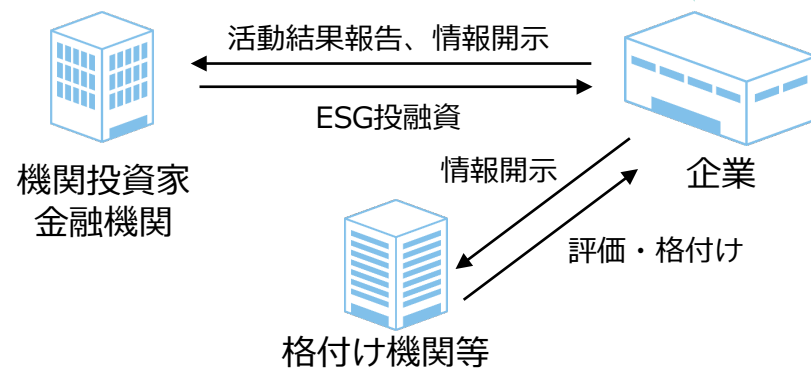 活動結果報告、情報開示
ESG投融資
機関投資家
金融機関
企業
情報開示
評価・格付け
格付け機関等